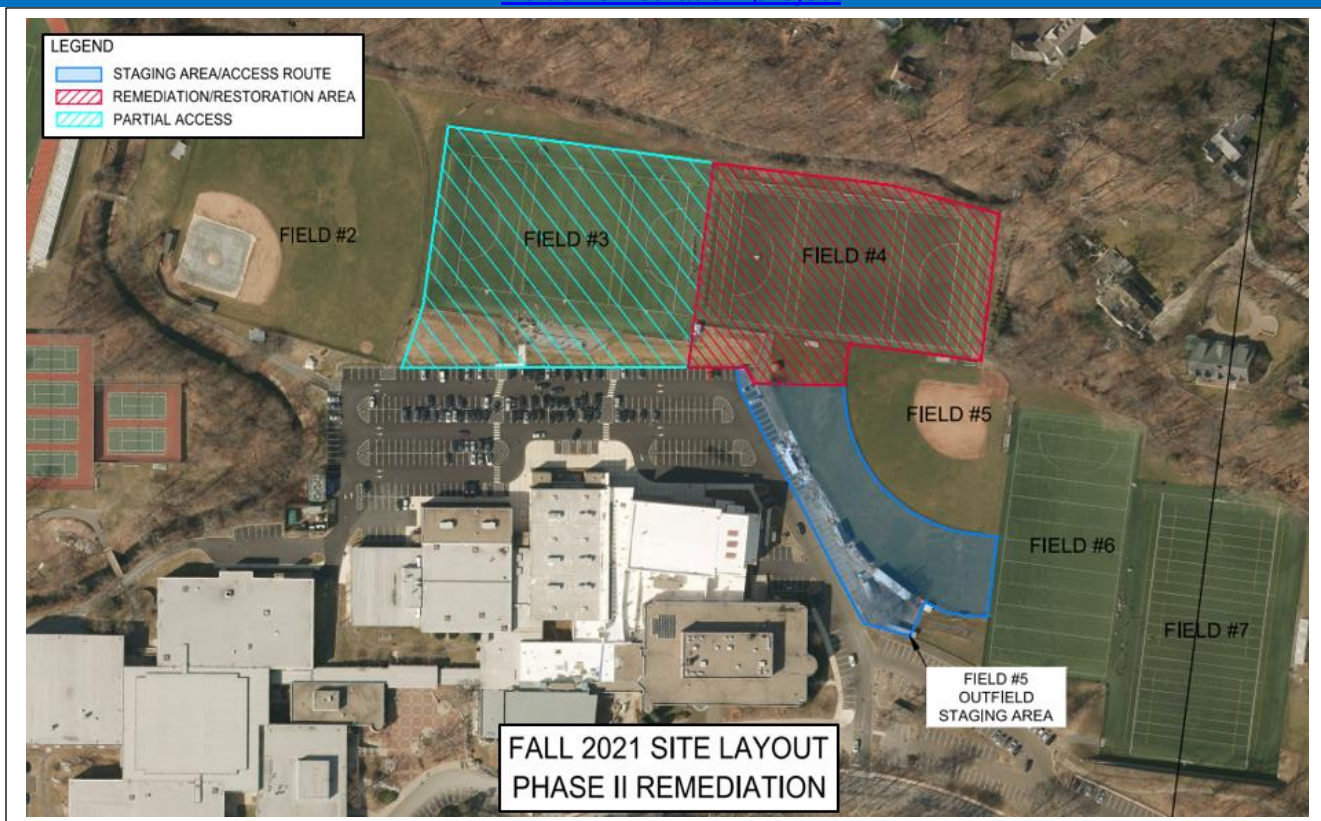 LEGEND
STAGING AREA/ACCESS ROUTE
REMEDIATION/RESTORATION AREA
PARTIAL ACCESS
FIELD #2
FIELD #3
FIELD #4
FIELD #5
FIELD #6
FIELD #7
FIELD #5
OUTFIELD
STAGING AREA
FALL 2021 SITE LAYOUT
PHASE II REMEDIATION